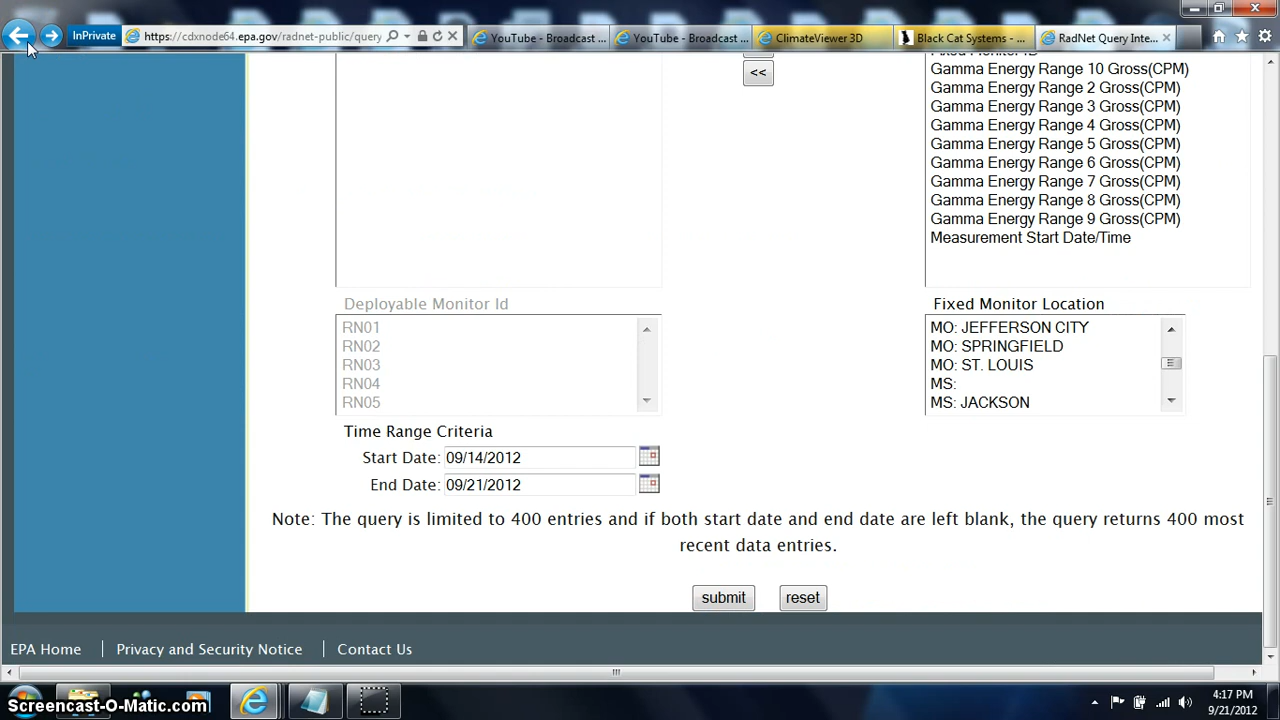 InPrivate
https://cdxnode64.epa.gov/radnet-public/query
YouTube - Broadcast ...
YouTube - Broadcast ...
ClimateViewer 3D
Black Cat Systems - ...
RadNet Query Inte...
<<
Gamma Energy Range 10 Gross(CPM)
Gamma Energy Range 2 Gross(CPM)
Gamma Energy Range 3 Gross(CPM)
Gamma Energy Range 4 Gross(CPM)
Gamma Energy Range 5 Gross(CPM)
Gamma Energy Range 6 Gross(CPM)
Gamma Energy Range 7 Gross(CPM)
Gamma Energy Range 8 Gross(CPM)
Gamma Energy Range 9 Gross(CPM)
Measurement Start Date/Time
Deployable Monitor Id
RN01
RN02
RN03
RN04
RN05
Fixed Monitor Location
MO: JEFFERSON CITY
MO: SPRINGFIELD
MO: ST. LOUIS
MS:
MS: JACKSON
Time Range Criteria
Start Date: 09/14/2012
End Date: 09/21/2012
Note: The query is limited to 400 entries and if both start date and end date are left blank, the query returns 400 most
recent data entries.
submit
reset
EPA Home
Privacy and Security Notice
Contact Us
Screencast-O-Matic.com
4:17 PM
9/21/2012